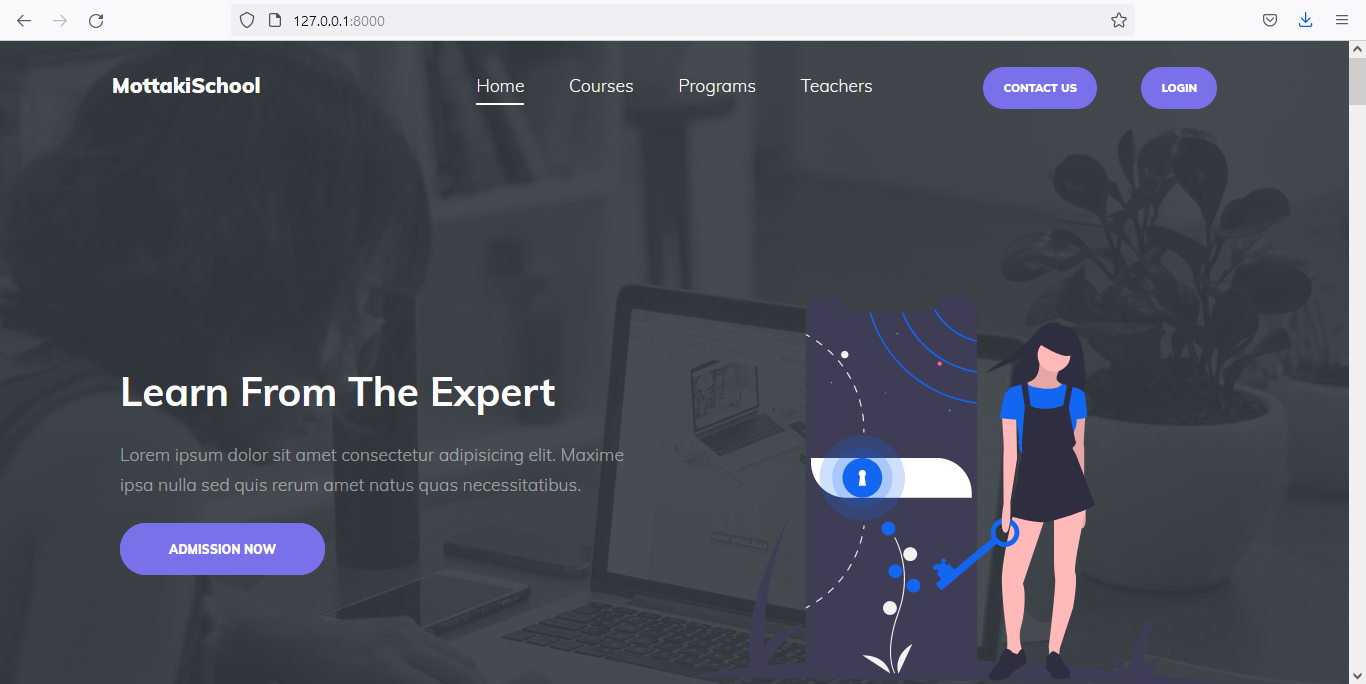 127.0.0.1:8000
MottakiSchool
Home Courses Programs Teachers
CONTACT US
LOGIN
Learn From The Expert
Lorem ipsum dolor sit amet consectetur adipisicing elit. Maxime
ipsa nulla sed quis rerum amet natus quas necessitatibus.
ADMISSION NOW